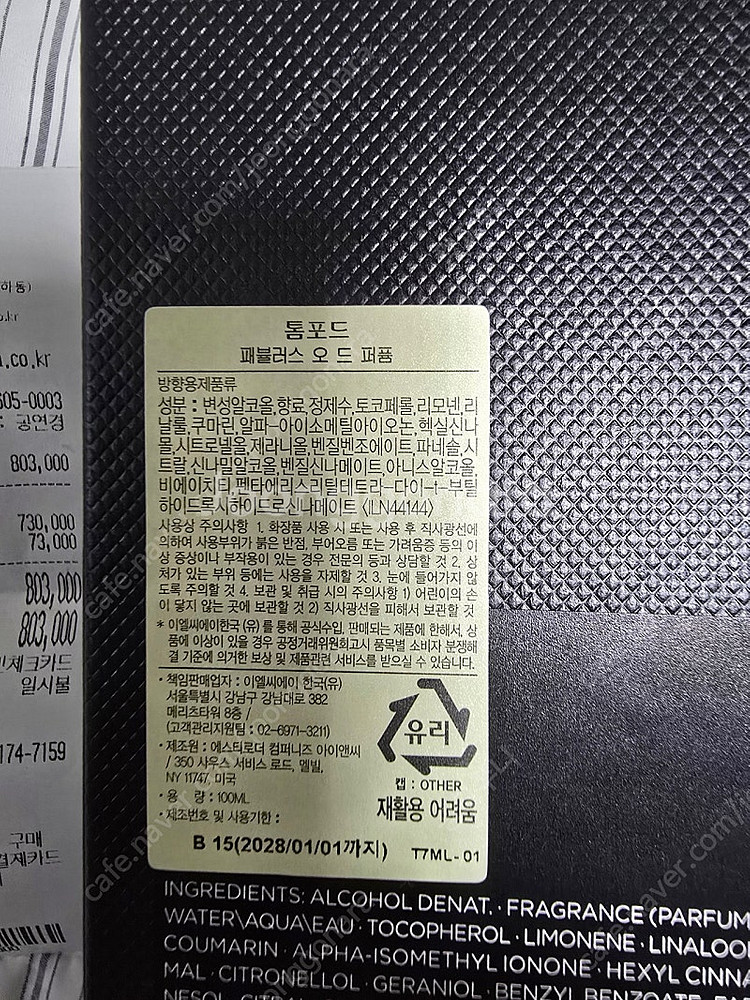 하동)
.co.kr
605-0003
: 공연경
803,000
730,000
73,000
803,000
803,000
체크카드
일시불
174-7159
구매
결제카드
톰포드
패뷸러스 오 드 퍼퓸
방향용제품류
성분 : 변성알코올,향료,정제수,토코페롤,리모넨,리
날룰,쿠마린,알파-아이소메틸아이오논,헥실신나
몰,시트로넬올,제라니올,벤질벤조에이트,파네솔,시
트랄,신나밀알코올,벤질신나메이트,아니스알코올,
비에이치티,펜타에리스리틸테트라-다이-t-부틸
하이드록시하이드로신나메이트 <ILN44144>
사용상 주의사항 1. 화장품 사용 시 또는 사용 후 직사광선에
의하여 사용부위가 붉은 반점, 부어오름 또는 가려움증 등의 이
상 증상이나 부작용이 있는 경우 전문의 등과 상담할 것 2. 상
처가 있는 부위 등에는 사용을 자제할 것 3. 눈에 들어가지 않
도록 주의할 것 4. 보관 및 취급 시의 주의사항 1) 어린이의 손
이 닿지 않는 곳에 보관할 것 2) 직사광선을 피해서 보관할 것
* 이엘씨에이한국 (유) 를 통해 공식수입, 판매되는 제품에 한해서, 상
품에 이상이 있을 경우 공정거래위원회고시 품목별 소비자 분쟁해
결 기준에 의거한 보상 및 제품관련 서비스를 받으실 수 있습니다.
· 책임판매업자 : 이엘씨에이 한국(유)
서울특별시 강남구 강남대로 382
메리츠타워 8층 /
(고객관리지원팀 : 02-6971-3211)
· 제조원 : 에스티로더 컴퍼니즈 아이앤씨
/ 350 사우스 서비스 로드, 멜빌,
NY 11747, 미국
· 용 량 : 100ML
· 제조번호 및 사용기한 :
B 15(2028/01/01까지)
유리
캡 : OTHER
재활용 어려움
T7ML-01
INGREDIENTS: ALCOHOL DENAT. · FRAGRANCE (PARFUM
WATER\AQUA\EAU · TOCOPHEROL · LIMONENE · LINALOO
COUMARIN · ALPHA-ISOMETHYL IONONE · HEXYL CINNA
MAL · CITRONELLOL · GERANIOL · BENZYL BENZOATE